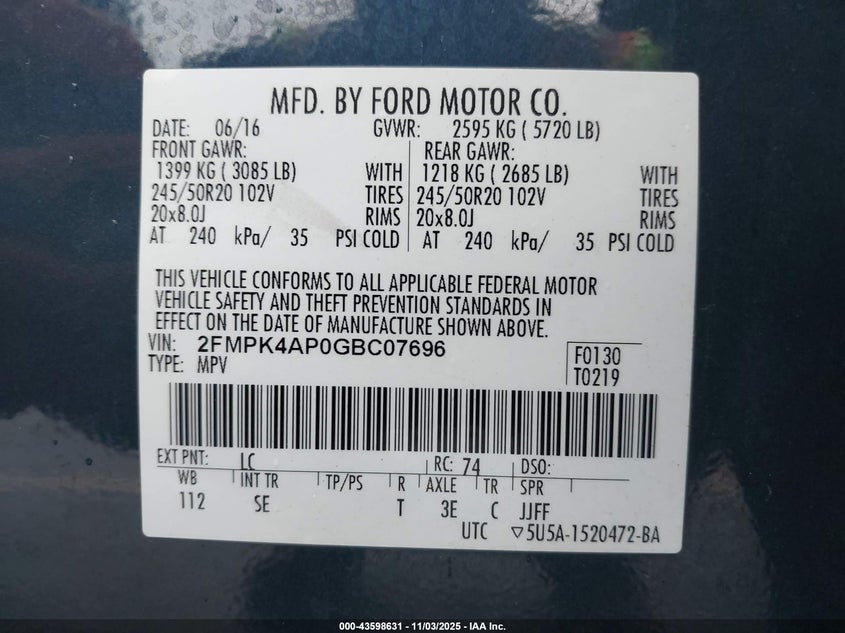 MFD. BY FORD MOTOR CO.
DATE: 06/16 GVWR: 2595 KG ( 5720 LB)
FRONT GAWR: REAR GAWR:
1399 KG ( 3085 LB) WITH 1218 KG ( 2685 LB) WITH
245/50R20 102V TIRES 245/50R20 102V TIRES
20x8.0J RIMS 20x8.0J RIMS
AT 240 kPa/ 35 PSI COLD AT 240 kPa/ 35 PSI COLD
THIS VEHICLE CONFORMS TO ALL APPLICABLE FEDERAL MOTOR
VEHICLE SAFETY AND THEFT PREVENTION STANDARDS IN
EFFECT ON THE DATE OF MANUFACTURE SHOWN ABOVE.
VIN: 2FMPK4AP0GBC07696 F0130
TYPE: MPV T0219
EXT PNT: LC RC: 74 DSO:
WB INT TR TP/PS R AXLE TR SPR
112 SE T 3E C JJFF
UTC ▽5U5A-1520472-BA
000-43598631 - 11/03/2025 - IAA Inc.